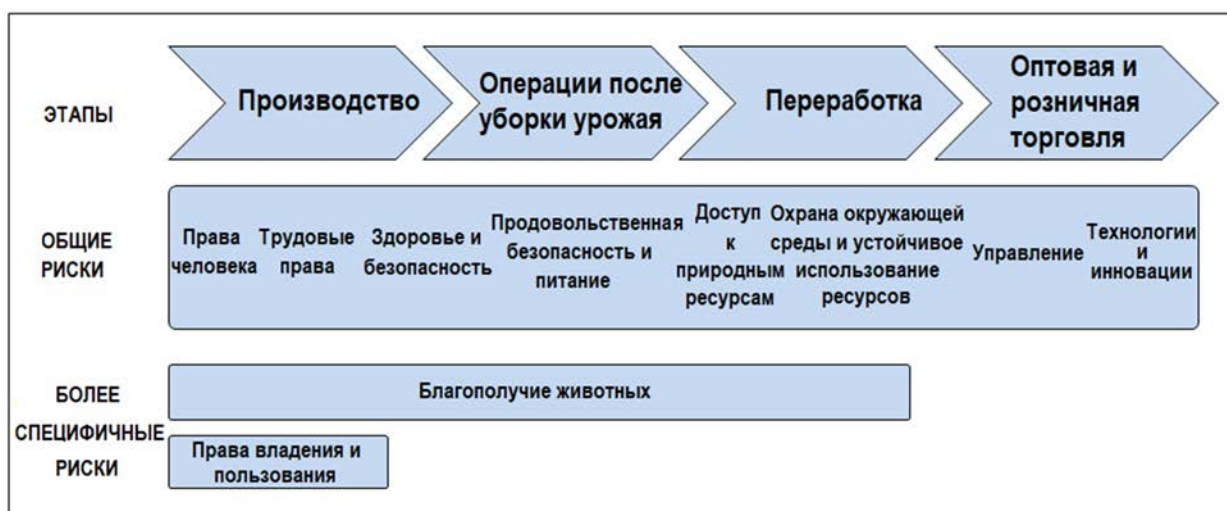 ЭТАПЫ
Производство
Операции после
уборки урожая
Переработка
Оптовая и
розничная
торговля
ОБЩИЕ
РИСКИ
Права
человека
Трудовые
права
Здоровье и
безопасность
Продовольственная
безопасность и
питание
Доступ
к
природным
ресурсам
Охрана окружающей
среды и устойчивое
использование
ресурсов
Управление
Технологии
и
инновации
БОЛЕЕ
СПЕЦИФИЧНЫЕ
РИСКИ
Благополучие животных
Права владения и
пользования